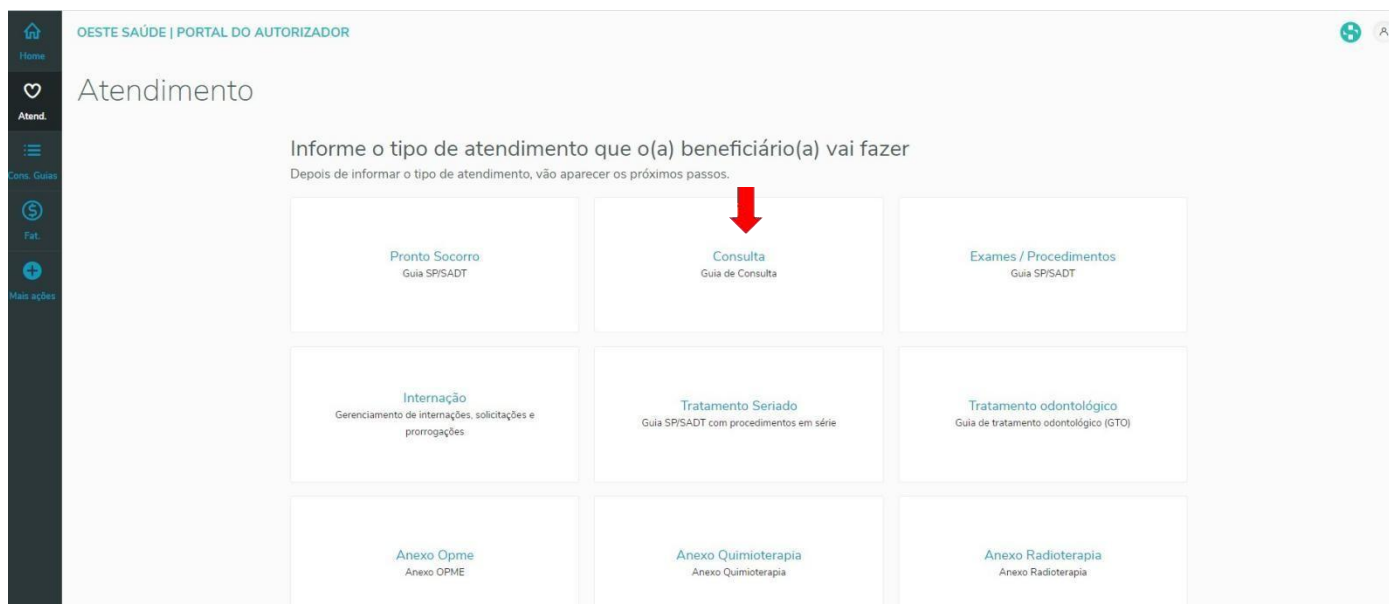 Home
Atend.
Cons. Guias
Fat.
Mais ações
OESTE SAÚDE | PORTAL DO AUTORIZADOR
Atendimento
Informe o tipo de atendimento que o(a) beneficiário(a) vai fazer
Depois de informar o tipo de atendimento, vão aparecer os próximos passos.
Pronto Socorro
Guia SP/SADT
Consulta
Guia de Consulta
Exames / Procedimentos
Guia SP/SADT
Internação
Gerenciamento de internações, solicitações e
prorrogações
Tratamento Seriado
Guia SP/SADT com procedimentos em série
Tratamento odontológico
Guia de tratamento odontológico (GTO)
Anexo Opme
Anexo OPME
Anexo Quimioterapia
Anexo Quimioterapia
Anexo Radioterapia
Anexo Radioterapia